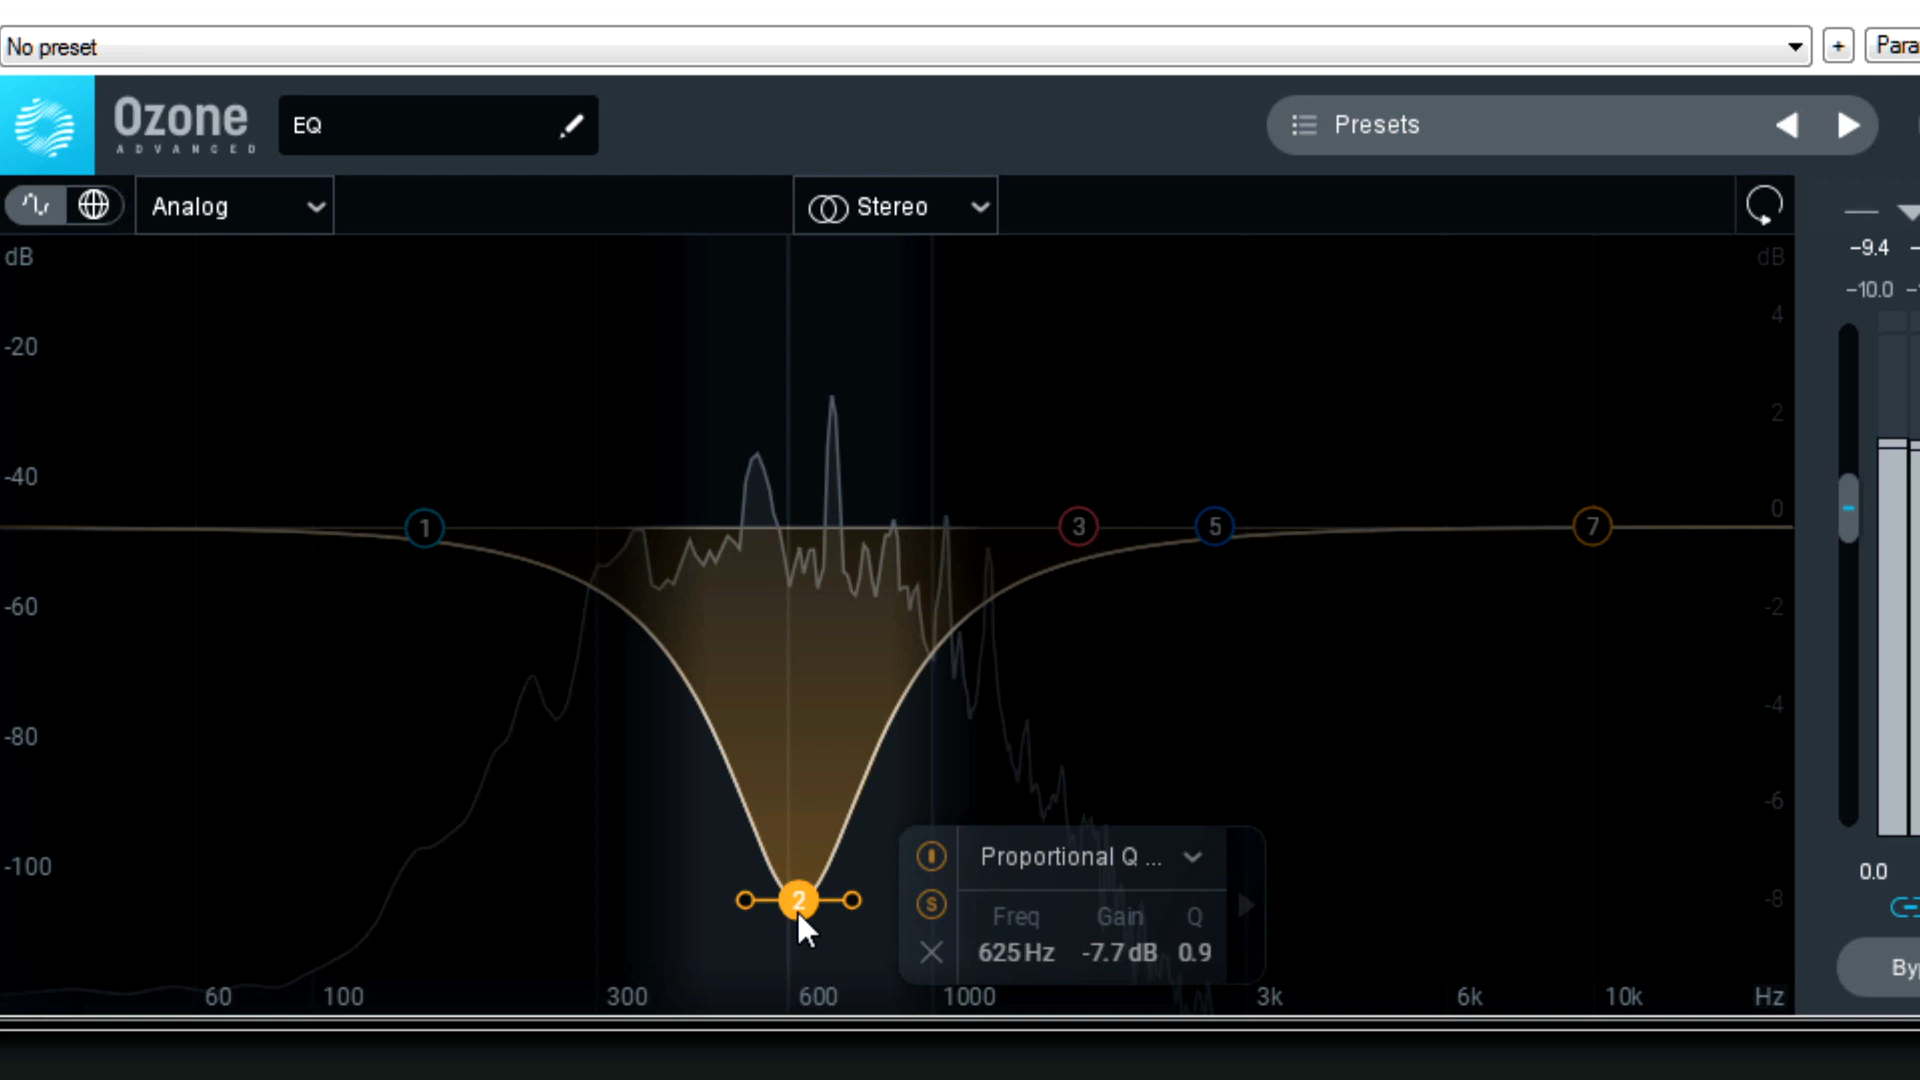 No preset
+
Para
Ozone
ADVANCED
EQ
Presets
Analog
Stereo
dB
-20
-40
-60
-80
-100
dB
4
2
0
-2
-4
-6
-8
-9.4
-10.0
0.0
1
3
5
7
2
Proportional Q ...
S
Freq Gain Q
625 Hz -7.7 dB 0.9
60 100 300 600 1000 3k 6k 10k Hz
By